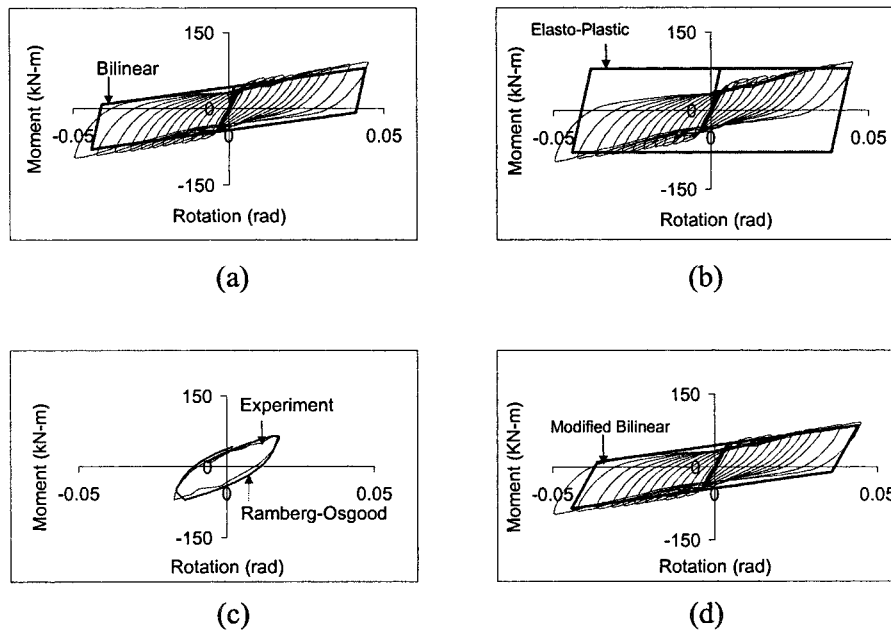 150
Bilinear
Moment (kN-m)
0
-0.05
0
0.05
-150
Rotation (rad)
(a)
150
Elasto-Plastic
Moment (kN-m)
0
-0.05
0
0.05
-150
Rotation (rad)
(b)
150
Experiment
Moment (kN-m)
0
-0.05
0
0.05
Ramberg-Osgood
-150
Rotation (rad)
(c)
150
Modified Bilinear
Moment (KN-m)
0
-0.05
0
0.05
-150
Rotation (rad)
(d)